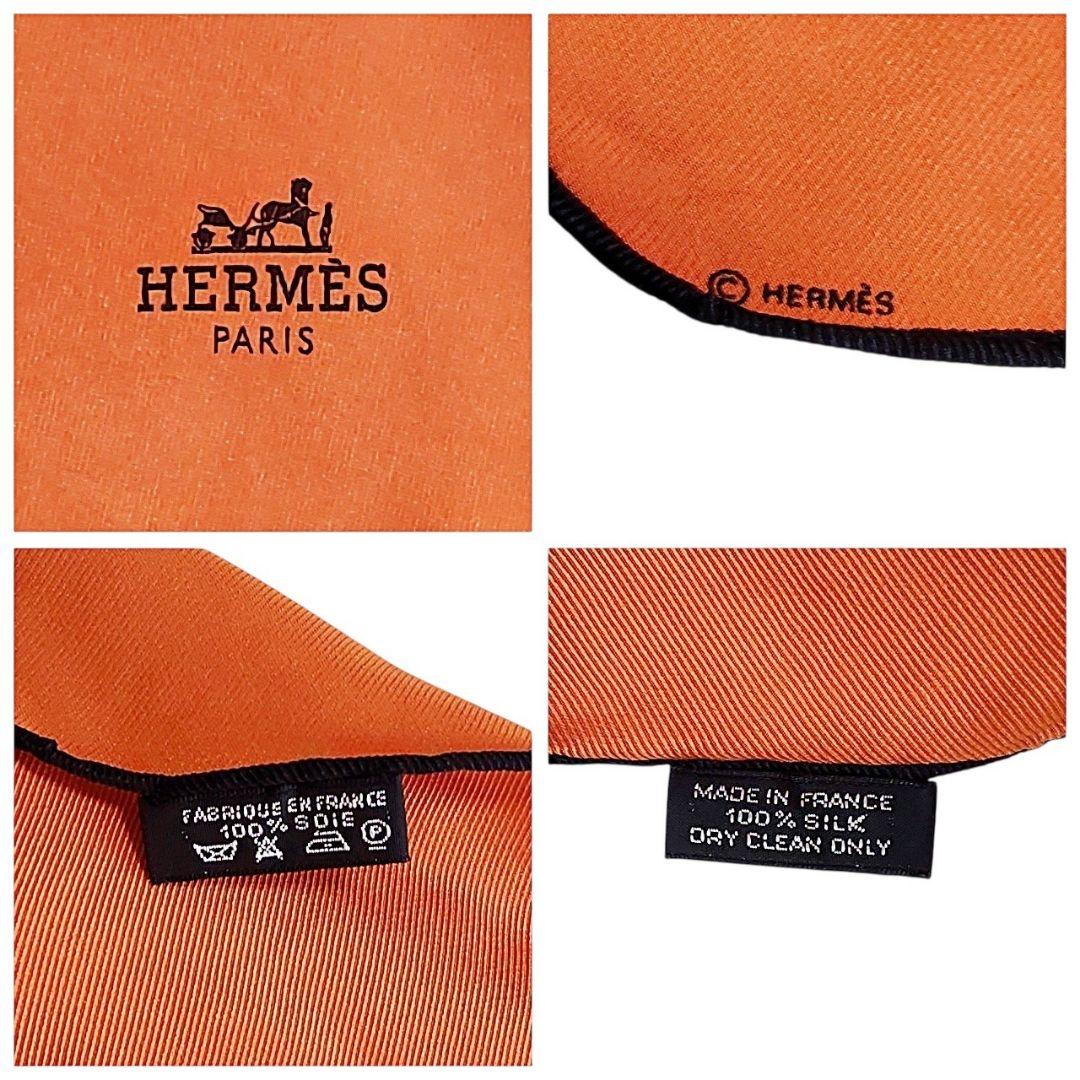 HERMÈS
PARIS
© HERMÈS
FABRIQUE EN FRANCE
100% SOIE
P
MADE IN FRANCE
100% SILK
DRY CLEAN ONLY